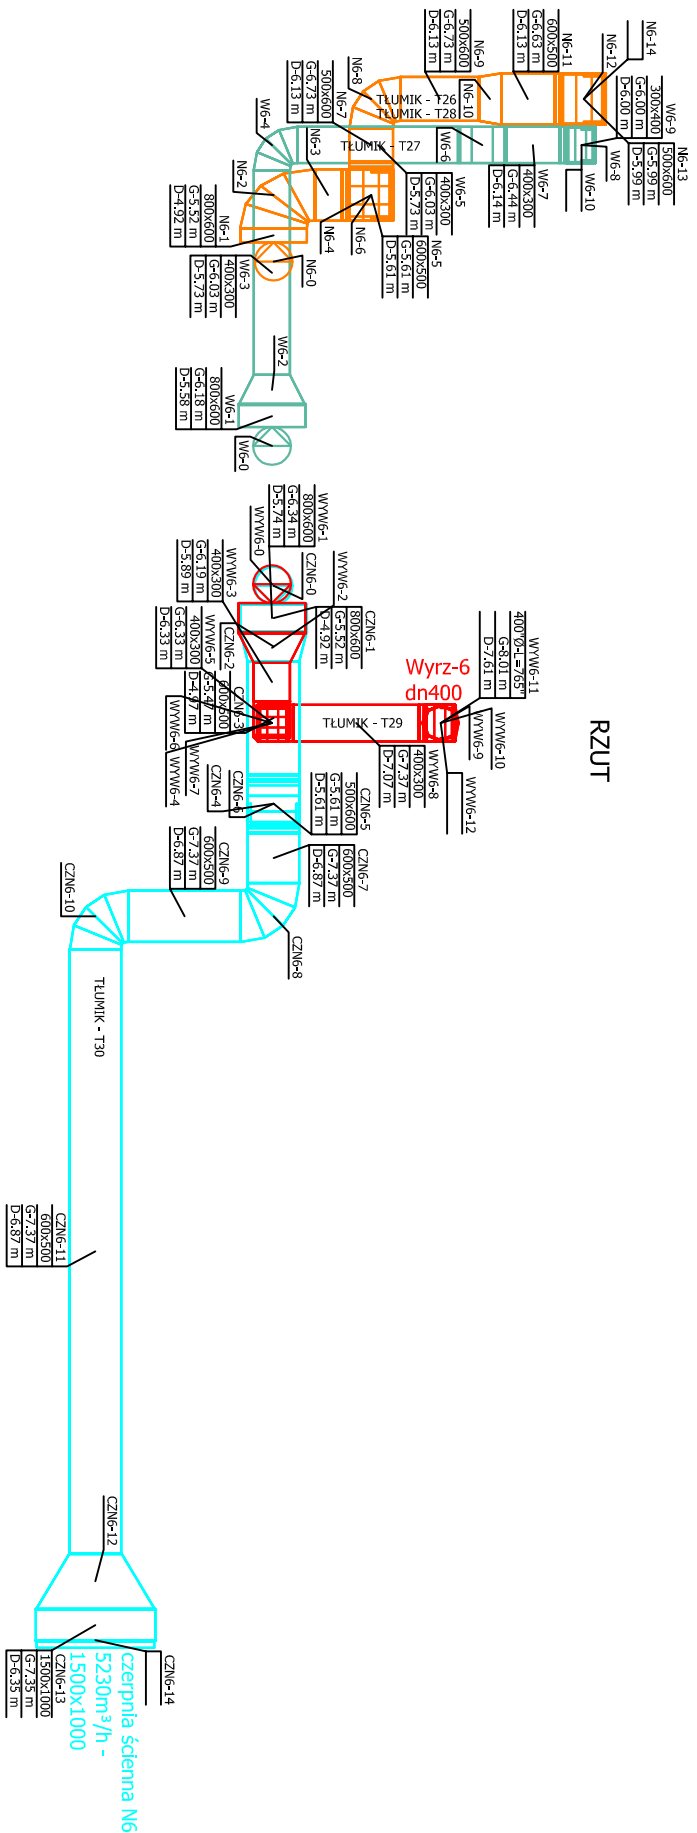 RZUT
N6-14
N6-12
N6-11
600x500
G-6.63 m
D-6.13 m
N6-9
500x600
G-6.73 m
D-6.13 m
N6-10
N6-8
TŁUMIK - T26
TŁUMIK - T28
N6-7
500x600
G-6.73 m
D-6.13 m
W6-9
300x400
G-6.00 m
D-6.00 m
N6-13
500x600
G-5.99 m
D-5.99 m
W6-8
W6-10
W6-7
400x300
G-6.44 m
D-6.14 m
W6-6
W6-5
400x300
G-6.03 m
D-5.73 m
TŁUMIK - T27
W6-4
N6-3
N6-2
N6-4
N6-6
N6-5
600x500
G-5.61 m
D-5.61 m
N6-1
800x600
G-5.52 m
D-4.92 m
N6-0
W6-3
400x300
G-6.03 m
D-5.73 m
W6-2
W6-1
800x600
G-6.18 m
D-5.58 m
W6-0
WYW6-1
800x600
G-6.34 m
D-5.74 m
WYW6-0
CZN6-0
WYW6-2
WYW6-3
400x300
G-6.19 m
D-5.89 m
CZN6-1
800x600
G-5.52 m
D-4.92 m
CZN6-2
WYW6-5
400x300
G-6.33 m
D-6.33 m
CZN6-3
600x500
G-5.47 m
D-4.97 m
WYW6-6
WYW6-4
WYW6-7
Wyrz-6
dn400
TŁUMIK - T29
WYW6-11
400"Ø-L=765"
G-8.01 m
D-7.61 m
WYW6-10
WYW6-9
WYW6-12
WYW6-8
400x300
G-7.37 m
D-7.07 m
CZN6-4
CZN6-6
CZN6-5
500x600
G-5.61 m
D-5.61 m
CZN6-7
600x500
G-7.37 m
D-6.87 m
CZN6-8
CZN6-9
600x500
G-7.37 m
D-6.87 m
CZN6-10
TŁUMIK - T30
CZN6-11
600x500
G-7.37 m
D-6.87 m
CZN6-12
CZN6-14
CZN6-13
1500x1000
G-7.35 m
D-6.35 m
czerpnia ścienna N6
5230m³/h -
1500x1000